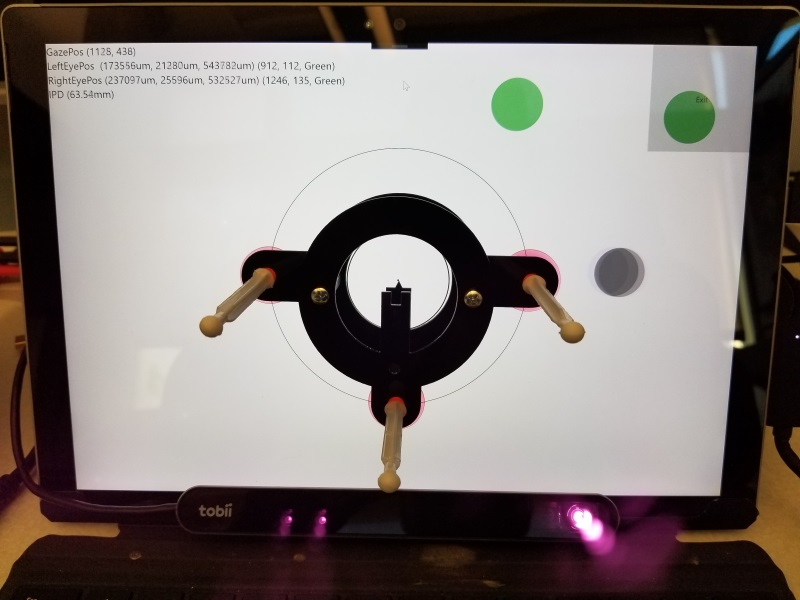 GazePos (1128, 438)
LeftEyePos (173556um, 21280um, 543782um) (912, 112, Green)
RightEyePos (237097um, 25596um, 532527um) (1246, 135, Green)
IPD (63.54mm)
Exit
tobii